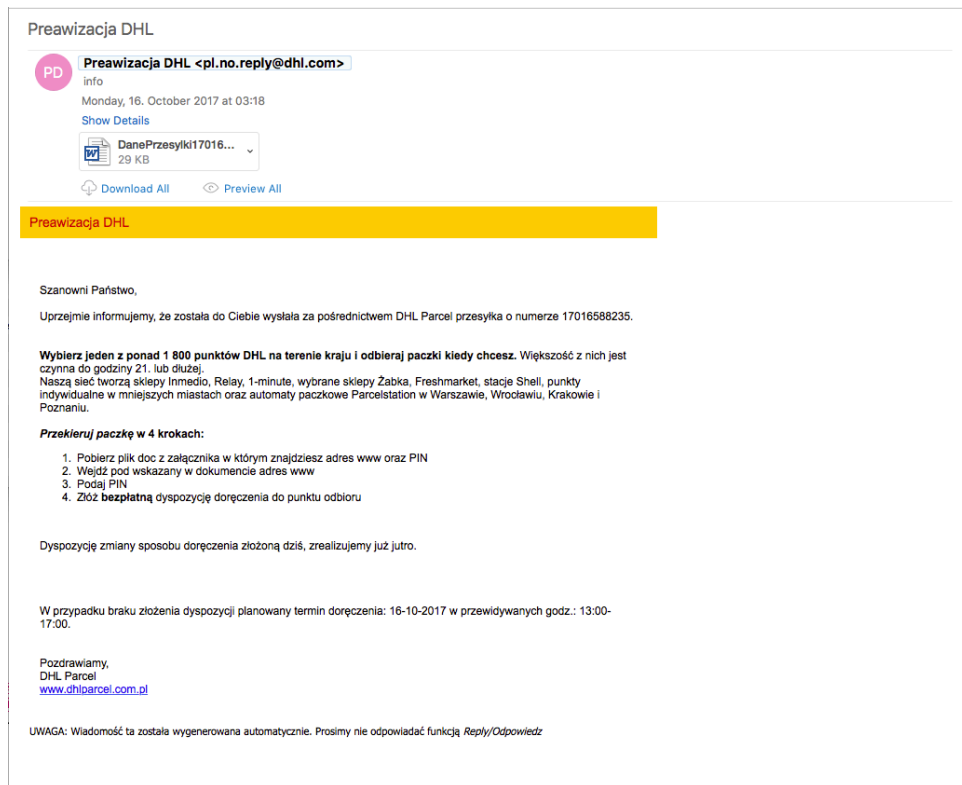 Preawizacja DHL
PD
Preawizacja DHL <pl.no.reply@dhl.com>
info
Monday, 16. October 2017 at 03:18
Show Details
DanePrzesylki17016...
29 KB
Download All Preview All
Preawizacja DHL
Szanowni Państwo,
Uprzejmie informujemy, że została do Ciebie wysłała za pośrednictwem DHL Parcel przesyłka o numerze 17016588235.
Wybierz jeden z ponad 1 800 punktów DHL na terenie kraju i odbieraj paczki kiedy chcesz. Większość z nich jest
czynna do godziny 21. lub dłużej.
Naszą sieć tworzą sklepy Inmedio, Relay, 1-minute, wybrane sklepy Żabka, Freshmarket, stacje Shell, punkty
indywidualne w mniejszych miastach oraz automaty paczkowe Parcelstation w Warszawie, Wrocławiu, Krakowie i
Poznaniu.
Przekieruj paczkę w 4 krokach:
1. Pobierz plik doc z załącznika w którym znajdziesz adres www oraz PIN
2. Wejdź pod wskazany w dokumencie adres www
3. Podaj PIN
4. Złóż bezpłatną dyspozycję doręczenia do punktu odbioru
Dyspozycję zmiany sposobu doręczenia złożoną dziś, zrealizujemy już jutro.
W przypadku braku złożenia dyspozycji planowany termin doręczenia: 16-10-2017 w przewidywanych godz.: 13:00-
17:00.
Pozdrawiamy,
DHL Parcel
www.dhlparcel.com.pl
UWAGA: Wiadomość ta została wygenerowana automatycznie. Prosimy nie odpowiadać funkcją Reply/Odpowiedz